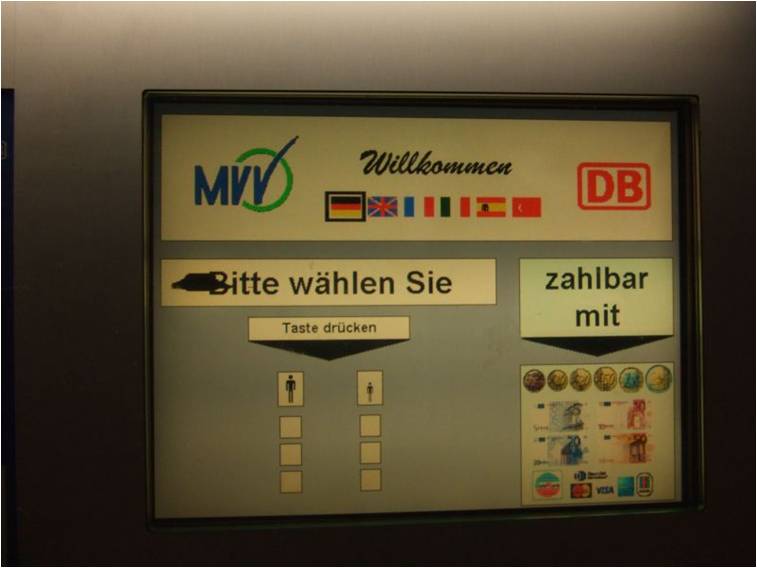 MVV
Willkommen
DB
Bitte wählen Sie
zahlbar
mit
Taste drücken
VISA